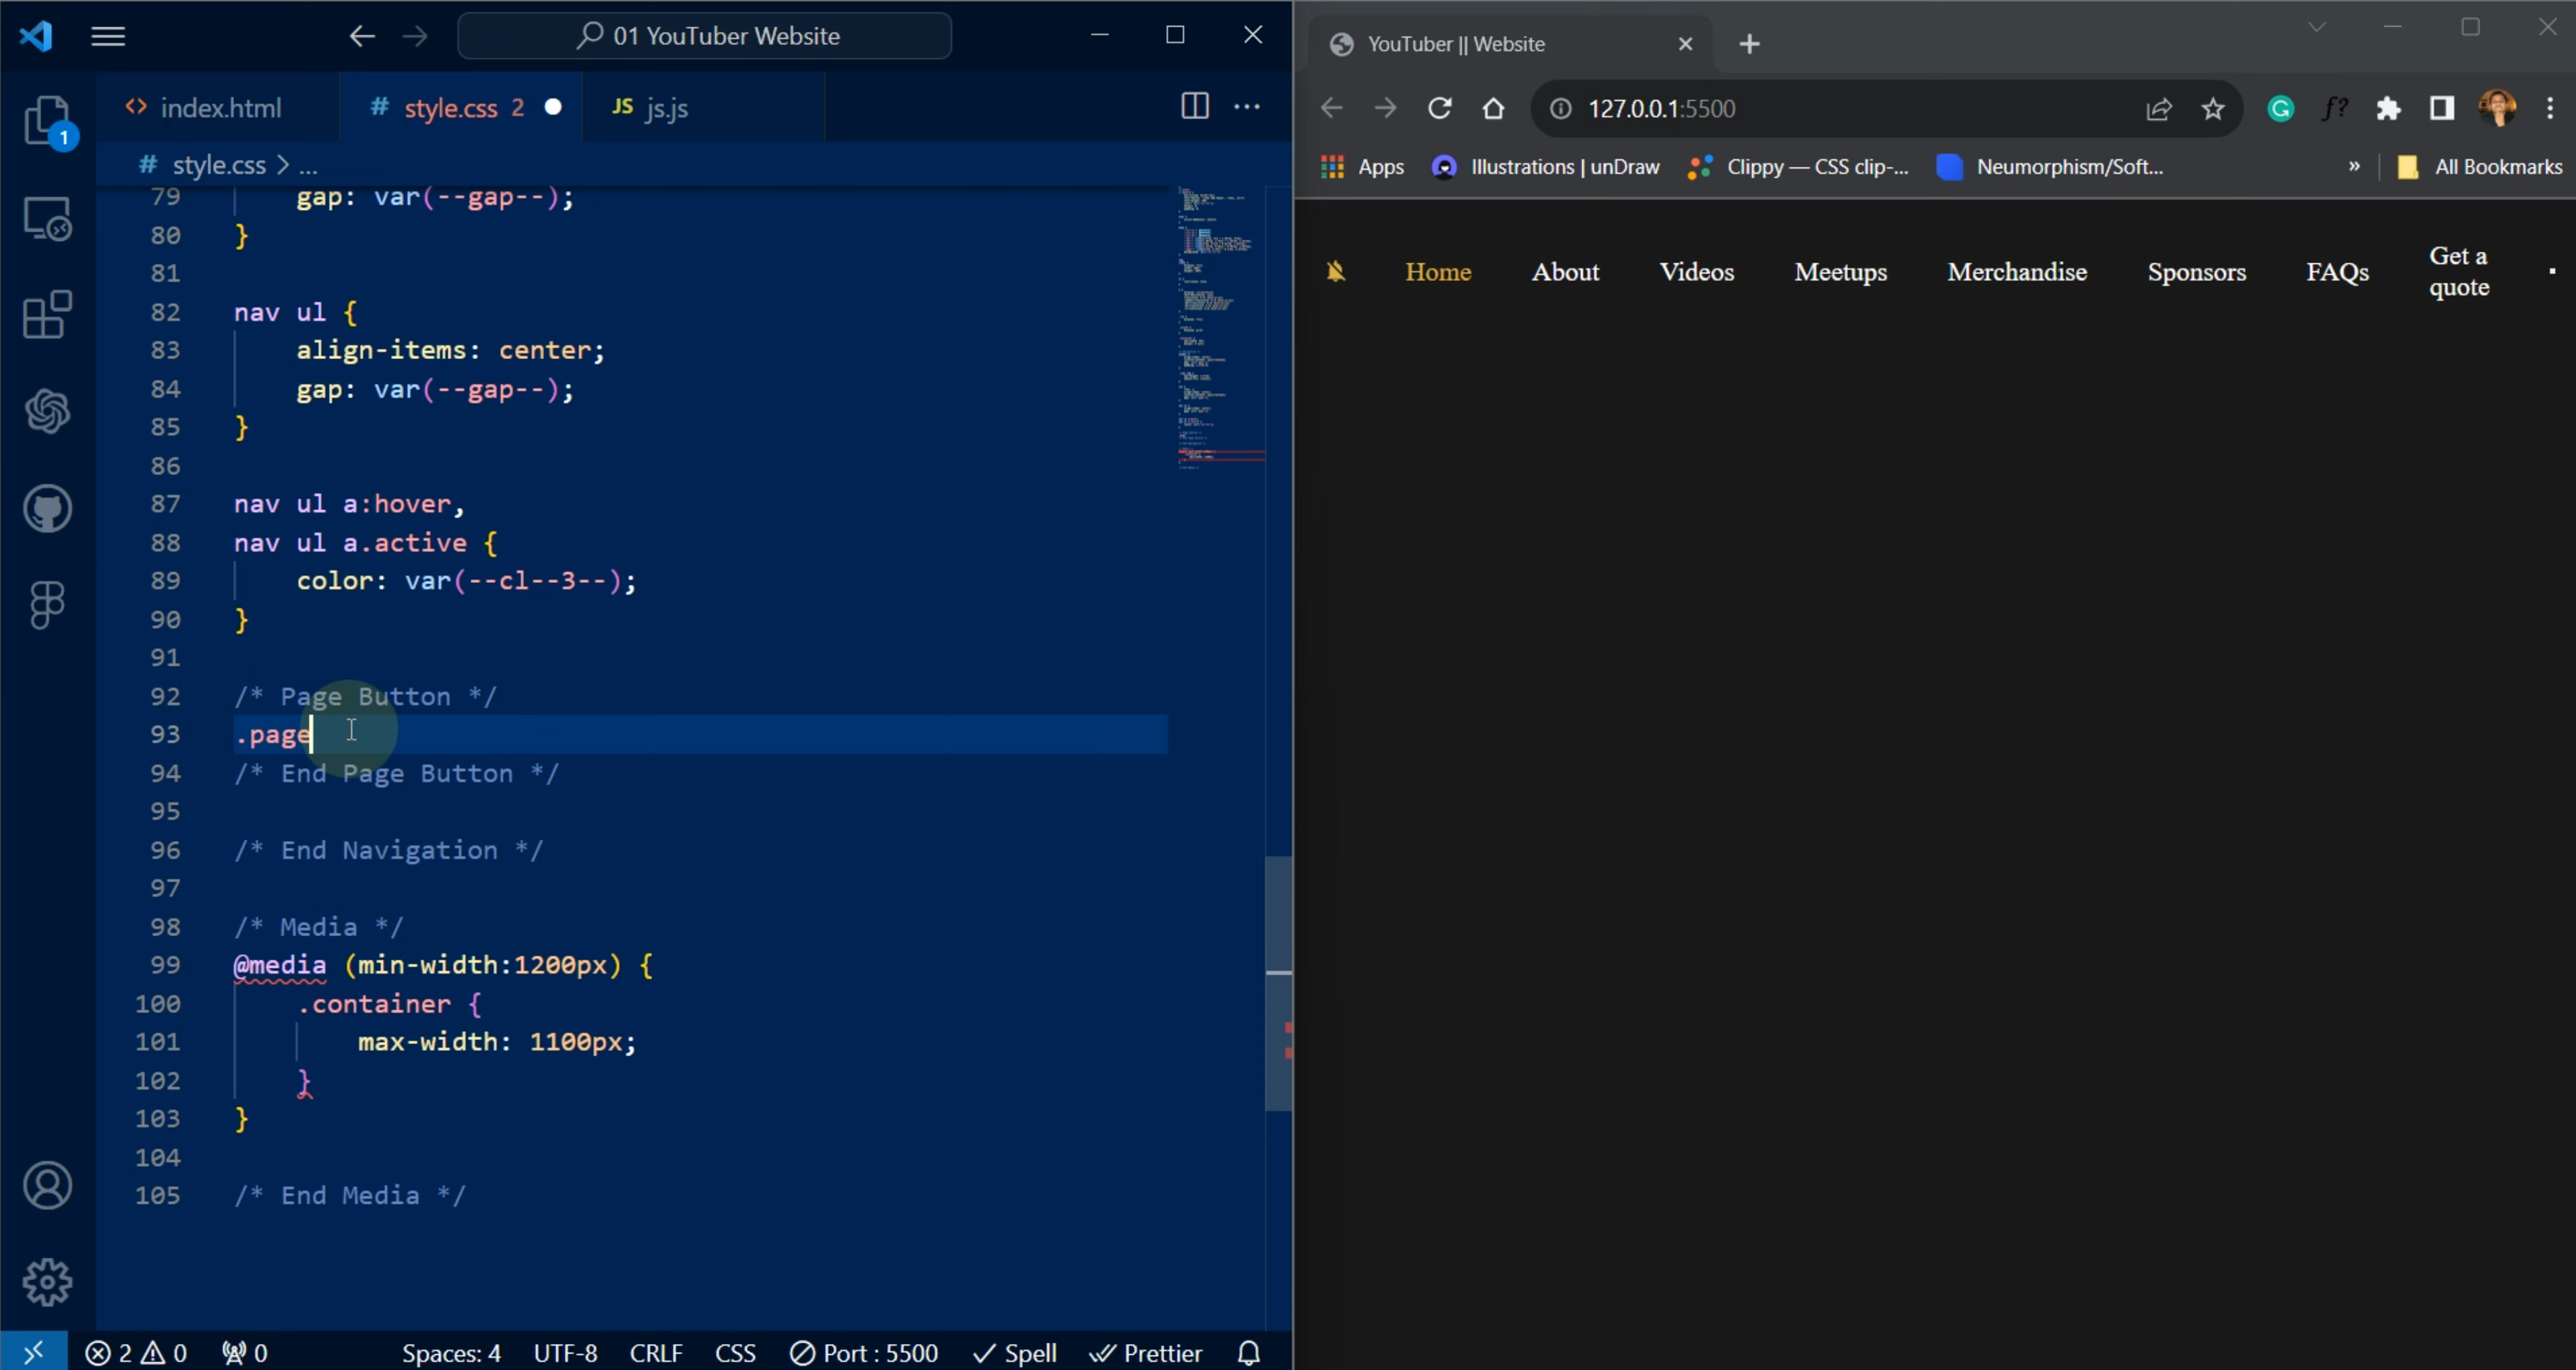 01 YouTuber Website
index.html
style.css 2
JS js.js
1
# style.css > ...
79 gap: var(--gap--);
80 }
81
82 nav ul {
83 align-items: center;
84 gap: var(--gap--);
85 }
86
87 nav ul a:hover,
88 nav ul a.active {
89 color: var(--cl--3--);
90 }
91
92 /* Page Button */
93 .page
94 /* End Page Button */
95
96 /* End Navigation */
97
98 /* Media */
99 @media (min-width:1200px) {
100 .container {
101 max-width: 1100px;
102 }
103 }
104
105 /* End Media */
2 0 0 Spaces: 4 UTF-8 CRLF CSS Port : 5500 Spell Prettier
YouTuber || Website
127.0.0.1:5500
f?
Apps Illustrations | unDraw Clippy — CSS clip-... Neumorphism/Soft... » All Bookmarks
Home About Videos Meetups Merchandise Sponsors FAQs Get a quote